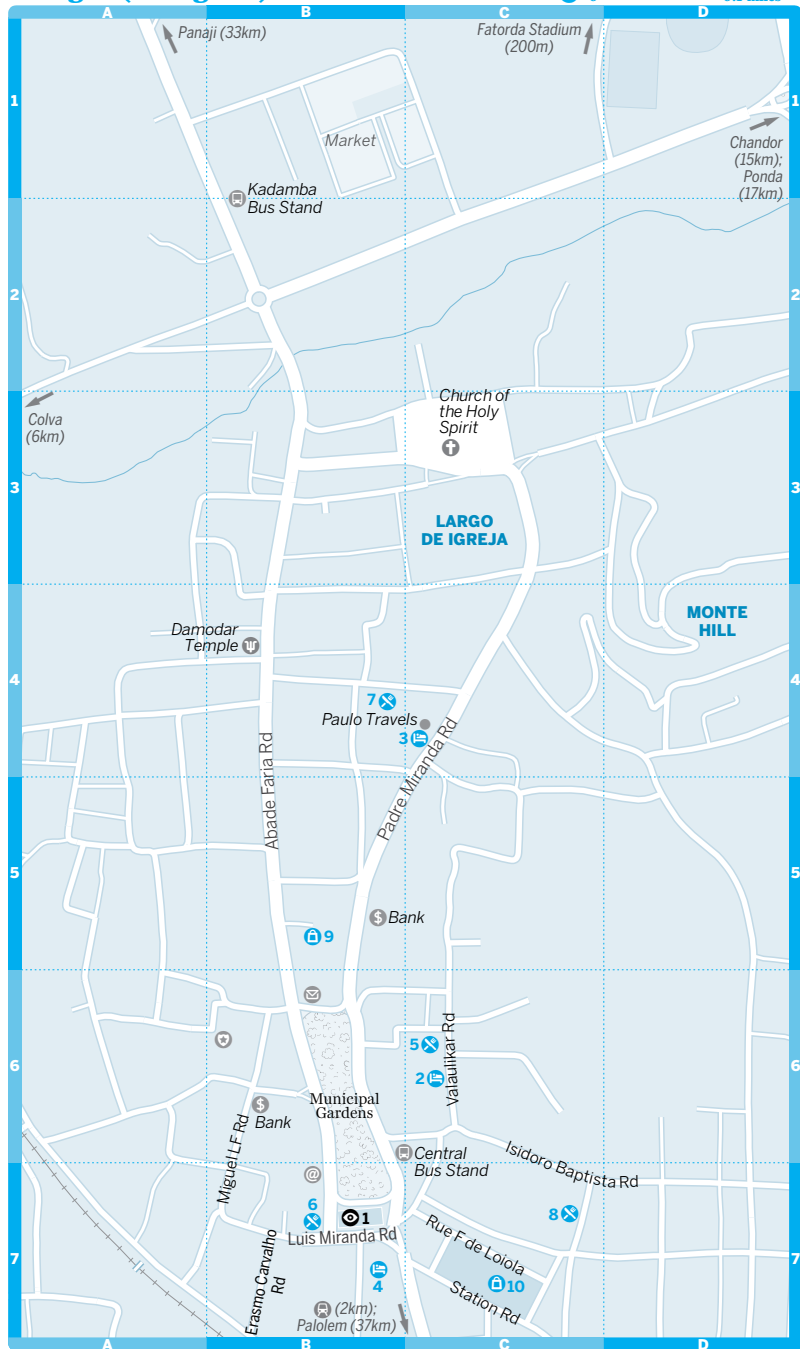 A B C D
Panaji (33km)
Fatorda Stadium
(200m)
1
1
Market
Chandor
(15km);
Ponda
(17km)
Kadamba
Bus Stand
2
2
Colva
(6km)
Church of
the Holy
Spirit
3
3
LARGO
DE IGREJA
MONTE
HILL
Damodar
Temple
4
4
7
Paulo Travels
3
Abade Faria Rd
Padre Miranda Rd
5
5
$ Bank
9
6
6
5
2
Valaulikar Rd
Municipal
Gardens
$
Bank
Miguel LF Rd
Central
Bus Stand
Isidoro Baptista Rd
@
6
1
8
Luis Miranda Rd
Rue F de Loiola
7
7
Erasmo Carvalho
Rd
4
10
Station Rd
(2km);
Palolem (37km)
A B C D